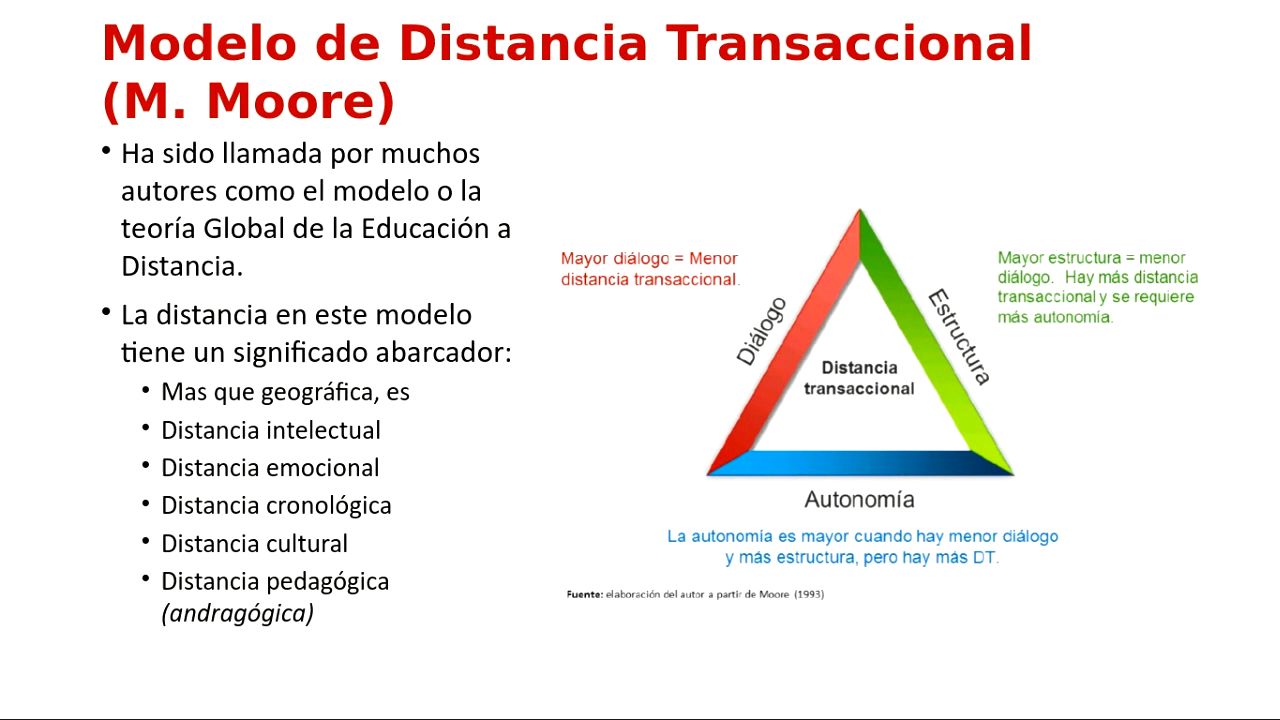 Modelo de Distancia Transaccional
(M. Moore)
• Ha sido llamada por muchos
autores como el modelo o la
teoría Global de la Educación a
Distancia.
• La distancia en este modelo
tiene un significado abarcador:
• Mas que geográfica, es
• Distancia intelectual
• Distancia emocional
• Distancia cronológica
• Distancia cultural
• Distancia pedagógica
(andragógica)
Mayor diálogo = Menor
distancia transaccional.
Diálogo
Estructura
Mayor estructura = menor
diálogo. Hay más distancia
transaccional y se requiere
más autonomía.
Distancia
transaccional
Autonomía
La autonomía es mayor cuando hay menor diálogo
y más estructura, pero hay más DT.
Fuente: elaboración del autor a partir de Moore (1993)